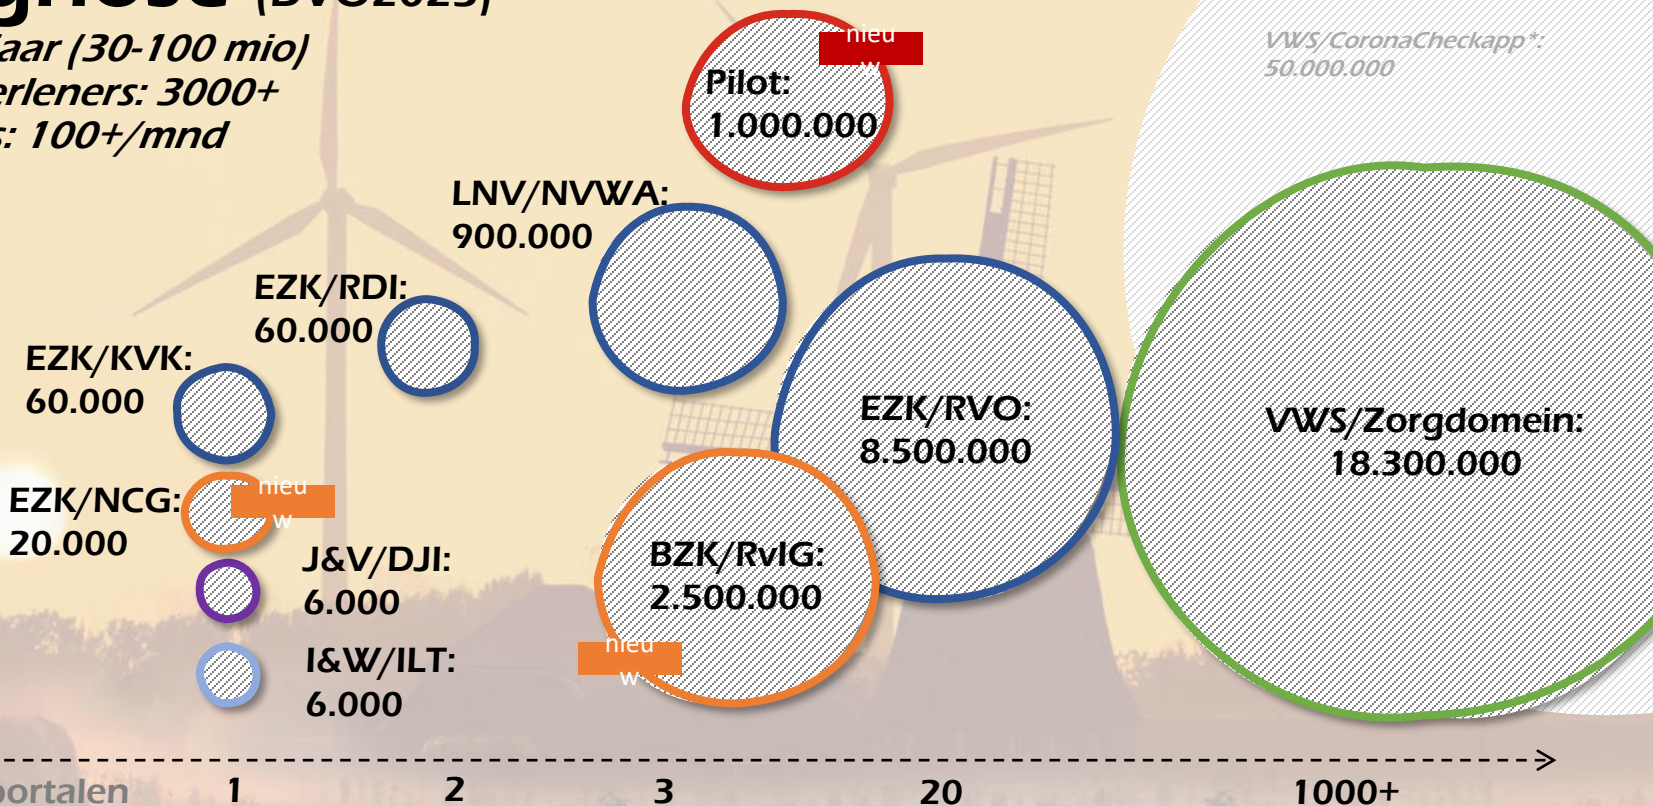 gnose (DVO2023)
aar (30-100 mio)
erleners: 3000+
s: 100+/mnd
VWS/CoronaCheckapp*:
50.000.000
nieu
w
Pilot:
1.000.000
LNV/NVWA:
900.000
EZK/RDI:
60.000
EZK/KVK:
60.000
EZK/RVO:
8.500.000
VWS/Zorgdomein:
18.300.000
EZK/NCG:
20.000
nieu
w
J&V/DJI:
6.000
BZK/RvIG:
2.500.000
nieu
w
I&W/ILT:
6.000
portalen 1 2 3 20 1000+